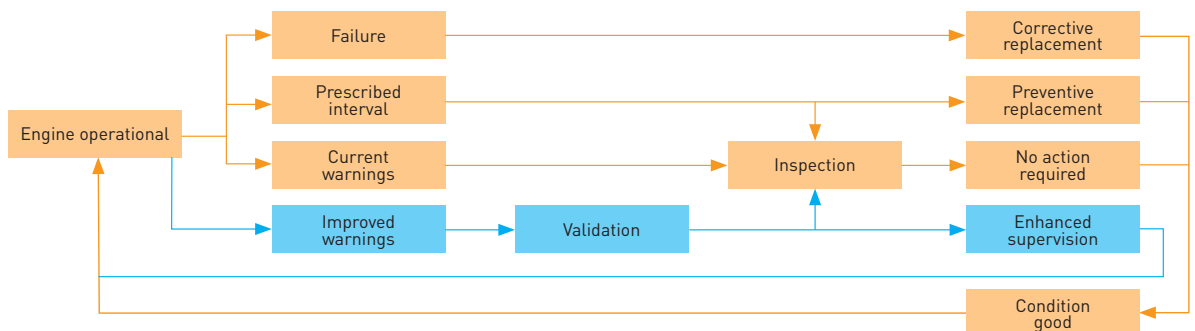 Failure
Corrective
replacement
Prescribed
interval
Preventive
replacement
Engine operational
Current
warnings
Inspection
No action
required
Improved
warnings
Validation
Enhanced
supervision
Condition
good